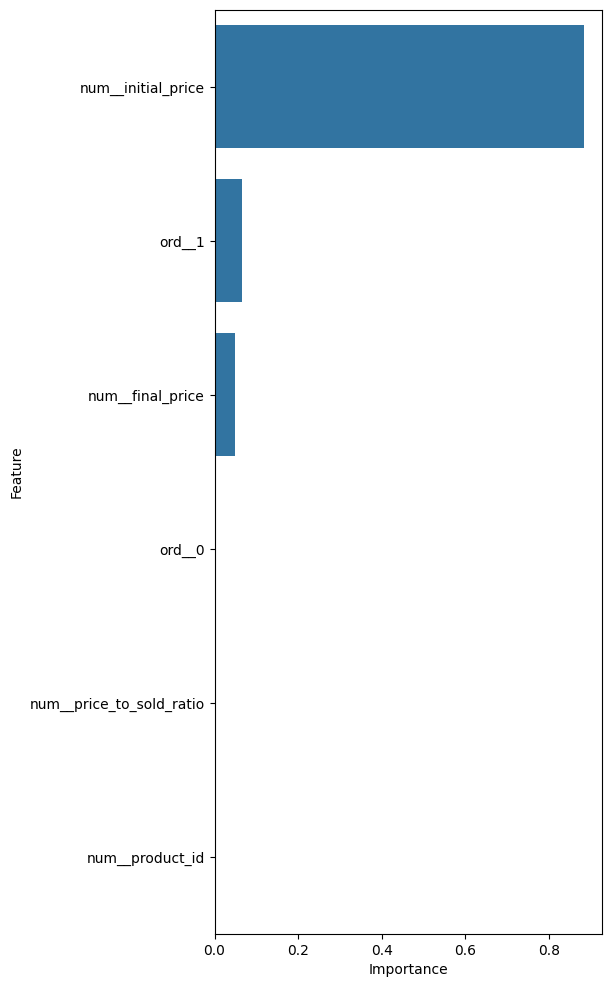 num__initial_price
ord__1
num__final_price
Feature
ord__0
num__price_to_sold_ratio
num__product_id
0.0 0.2 0.4 0.6 0.8
Importance